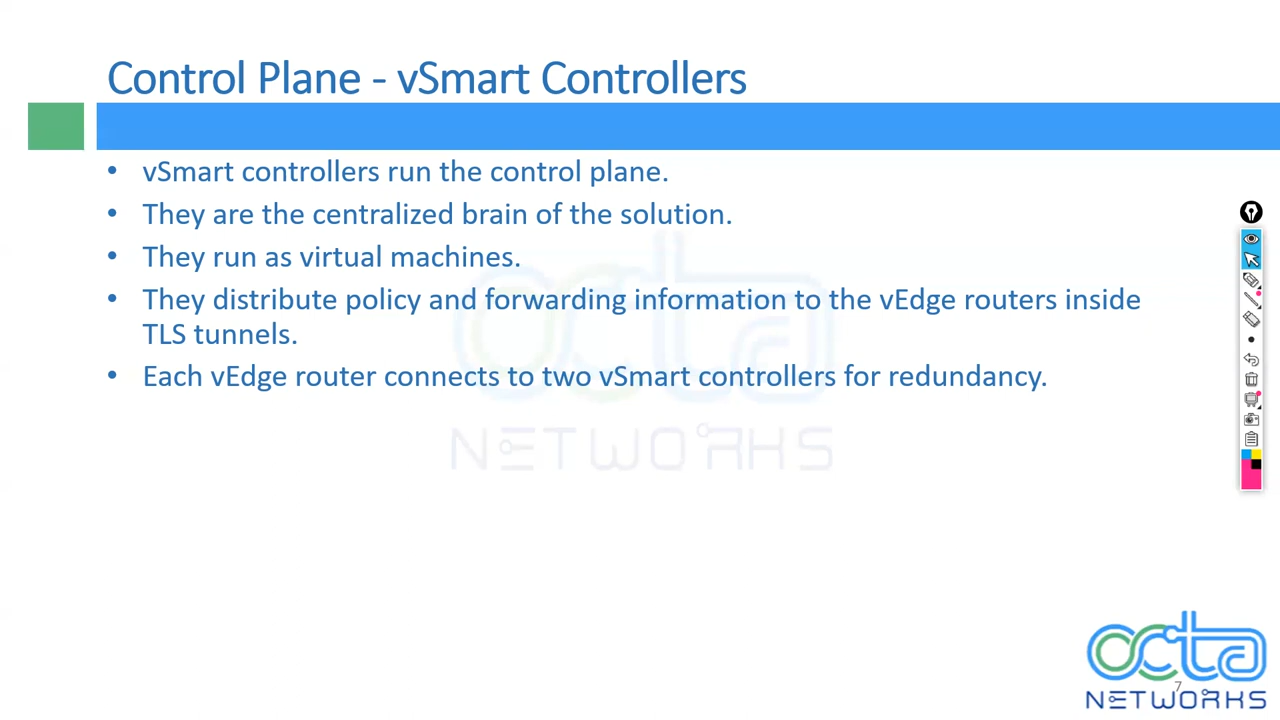 Control Plane - vSmart Controllers
• vSmart controllers run the control plane.
• They are the centralized brain of the solution.
• They run as virtual machines.
• They distribute policy and forwarding information to the vEdge routers inside
TLS tunnels.
• Each vEdge router connects to two vSmart controllers for redundancy.
octa
NETWORKS
octa
7
NETWORKS